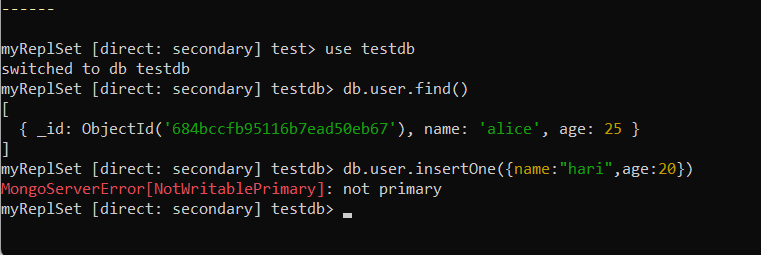 ------
myReplSet [direct: secondary] test> use testdb
switched to db testdb
myReplSet [direct: secondary] testdb> db.user.find()
[
  { _id: ObjectId('684bccfb95116b7ead50eb67'), name: 'alice', age: 25 }
]
myReplSet [direct: secondary] testdb> db.user.insertOne({name:"hari",age:20})
MongoServerError[NotWritablePrimary]: not primary
myReplSet [direct: secondary] testdb>